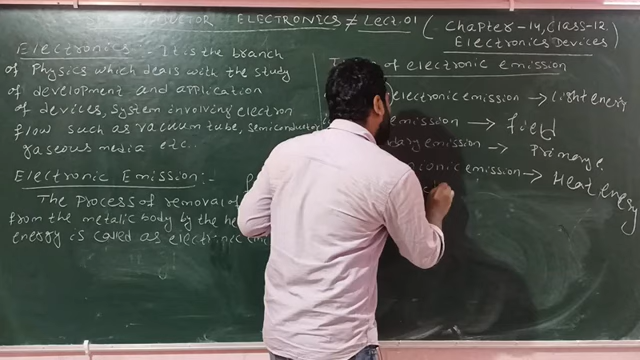 ELECTRONICS ≠ Lect.01 (Chapter-14, Class-12.
Electronics Devices)
Electronics:- It is the branch
of Physics which deals with the study
of development and application
of devices, System involving electron
flow such as vacuum tube, semiconductor
gaseous media etc..
Electronic Emission:-
The Process of removal of
from the metalic body by the
energy is called as electronic
of electronic emission
electronic emission → Light energy
emission → field
emission → Primary
ionic emission → Heat energy